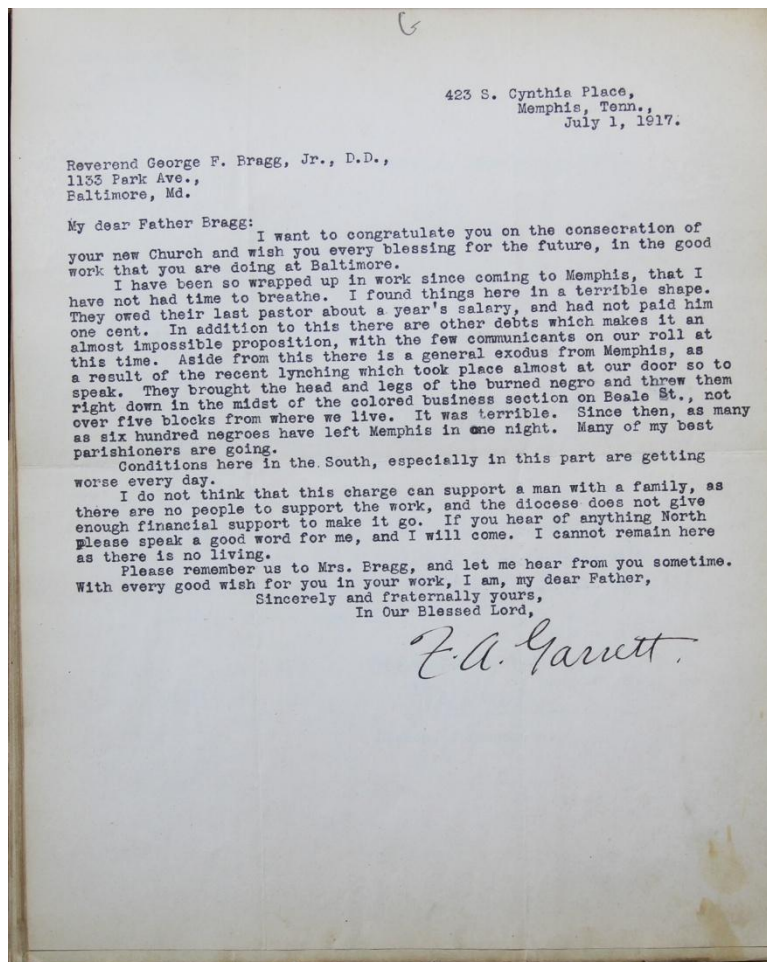 423 S. Cynthia Place,
Memphis, Tenn.,
July 1, 1917.
Reverend George F. Bragg, Jr., D.D.,
1133 Park Ave.,
Baltimore, Md.
My dear Father Bragg:
I want to congratulate you on the consecration of
your new Church and wish you every blessing for the future, in the good
work that you are doing at Baltimore.
I have been so wrapped up in work since coming to Memphis, that I
have not had time to breathe. I found things here in a terrible shape.
They owed their last pastor about a year's salary, and had not paid him
one cent. In addition to this there are other debts which makes it an
almost impossible proposition, with the few communicants on our roll at
this time. Aside from this there is a general exodus from Memphis, as
a result of the recent lynching which took place almost at our door so to
speak. They brought the head and legs of the burned negro and threw them
right down in the midst of the colored business section on Beale St., not
over five blocks from where we live. It was terrible. Since then, as many
as six hundred negroes have left Memphis in one night. Many of my best
parishioners are going.
Conditions here in the South, especially in this part are getting
worse every day.
I do not think that this charge can support a man with a family, as
there are no people to support the work, and the diocese does not give
enough financial support to make it go. If you hear of anything North
please speak a good word for me, and I will come. I cannot remain here
as there is no living.
Please remember us to Mrs. Bragg, and let me hear from you sometime.
With every good wish for you in your work, I am, my dear Father,
Sincerely and fraternally yours,
In Our Blessed Lord,
F. A. Garrett.